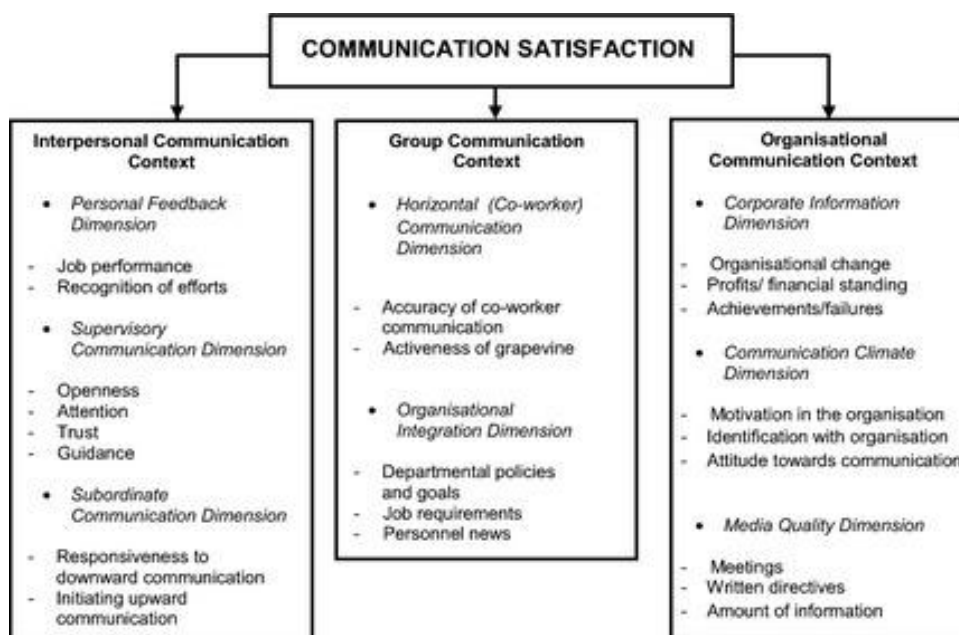 COMMUNICATION SATISFACTION
Interpersonal Communication
Context
• Personal Feedback
Dimension
- Job performance
- Recognition of efforts
• Supervisory
Communication Dimension
- Openness
- Attention
- Trust
- Guidance
• Subordinate
Communication Dimension
- Responsiveness to
downward communication
- Initiating upward
communication
Group Communication
Context
• Horizontal (Co-worker)
Communication
Dimension
- Accuracy of co-worker
communication
- Activeness of grapevine
• Organisational
Integration Dimension
- Departmental policies
and goals
- Job requirements
- Personnel news
Organisational
Communication Context
• Corporate Information
Dimension
- Organisational change
- Profits/ financial standing
- Achievements/failures
• Communication Climate
Dimension
- Motivation in the organisation
- Identification with organisation
- Attitude towards communication
• Media Quality Dimension
- Meetings
- Written directives
- Amount of information